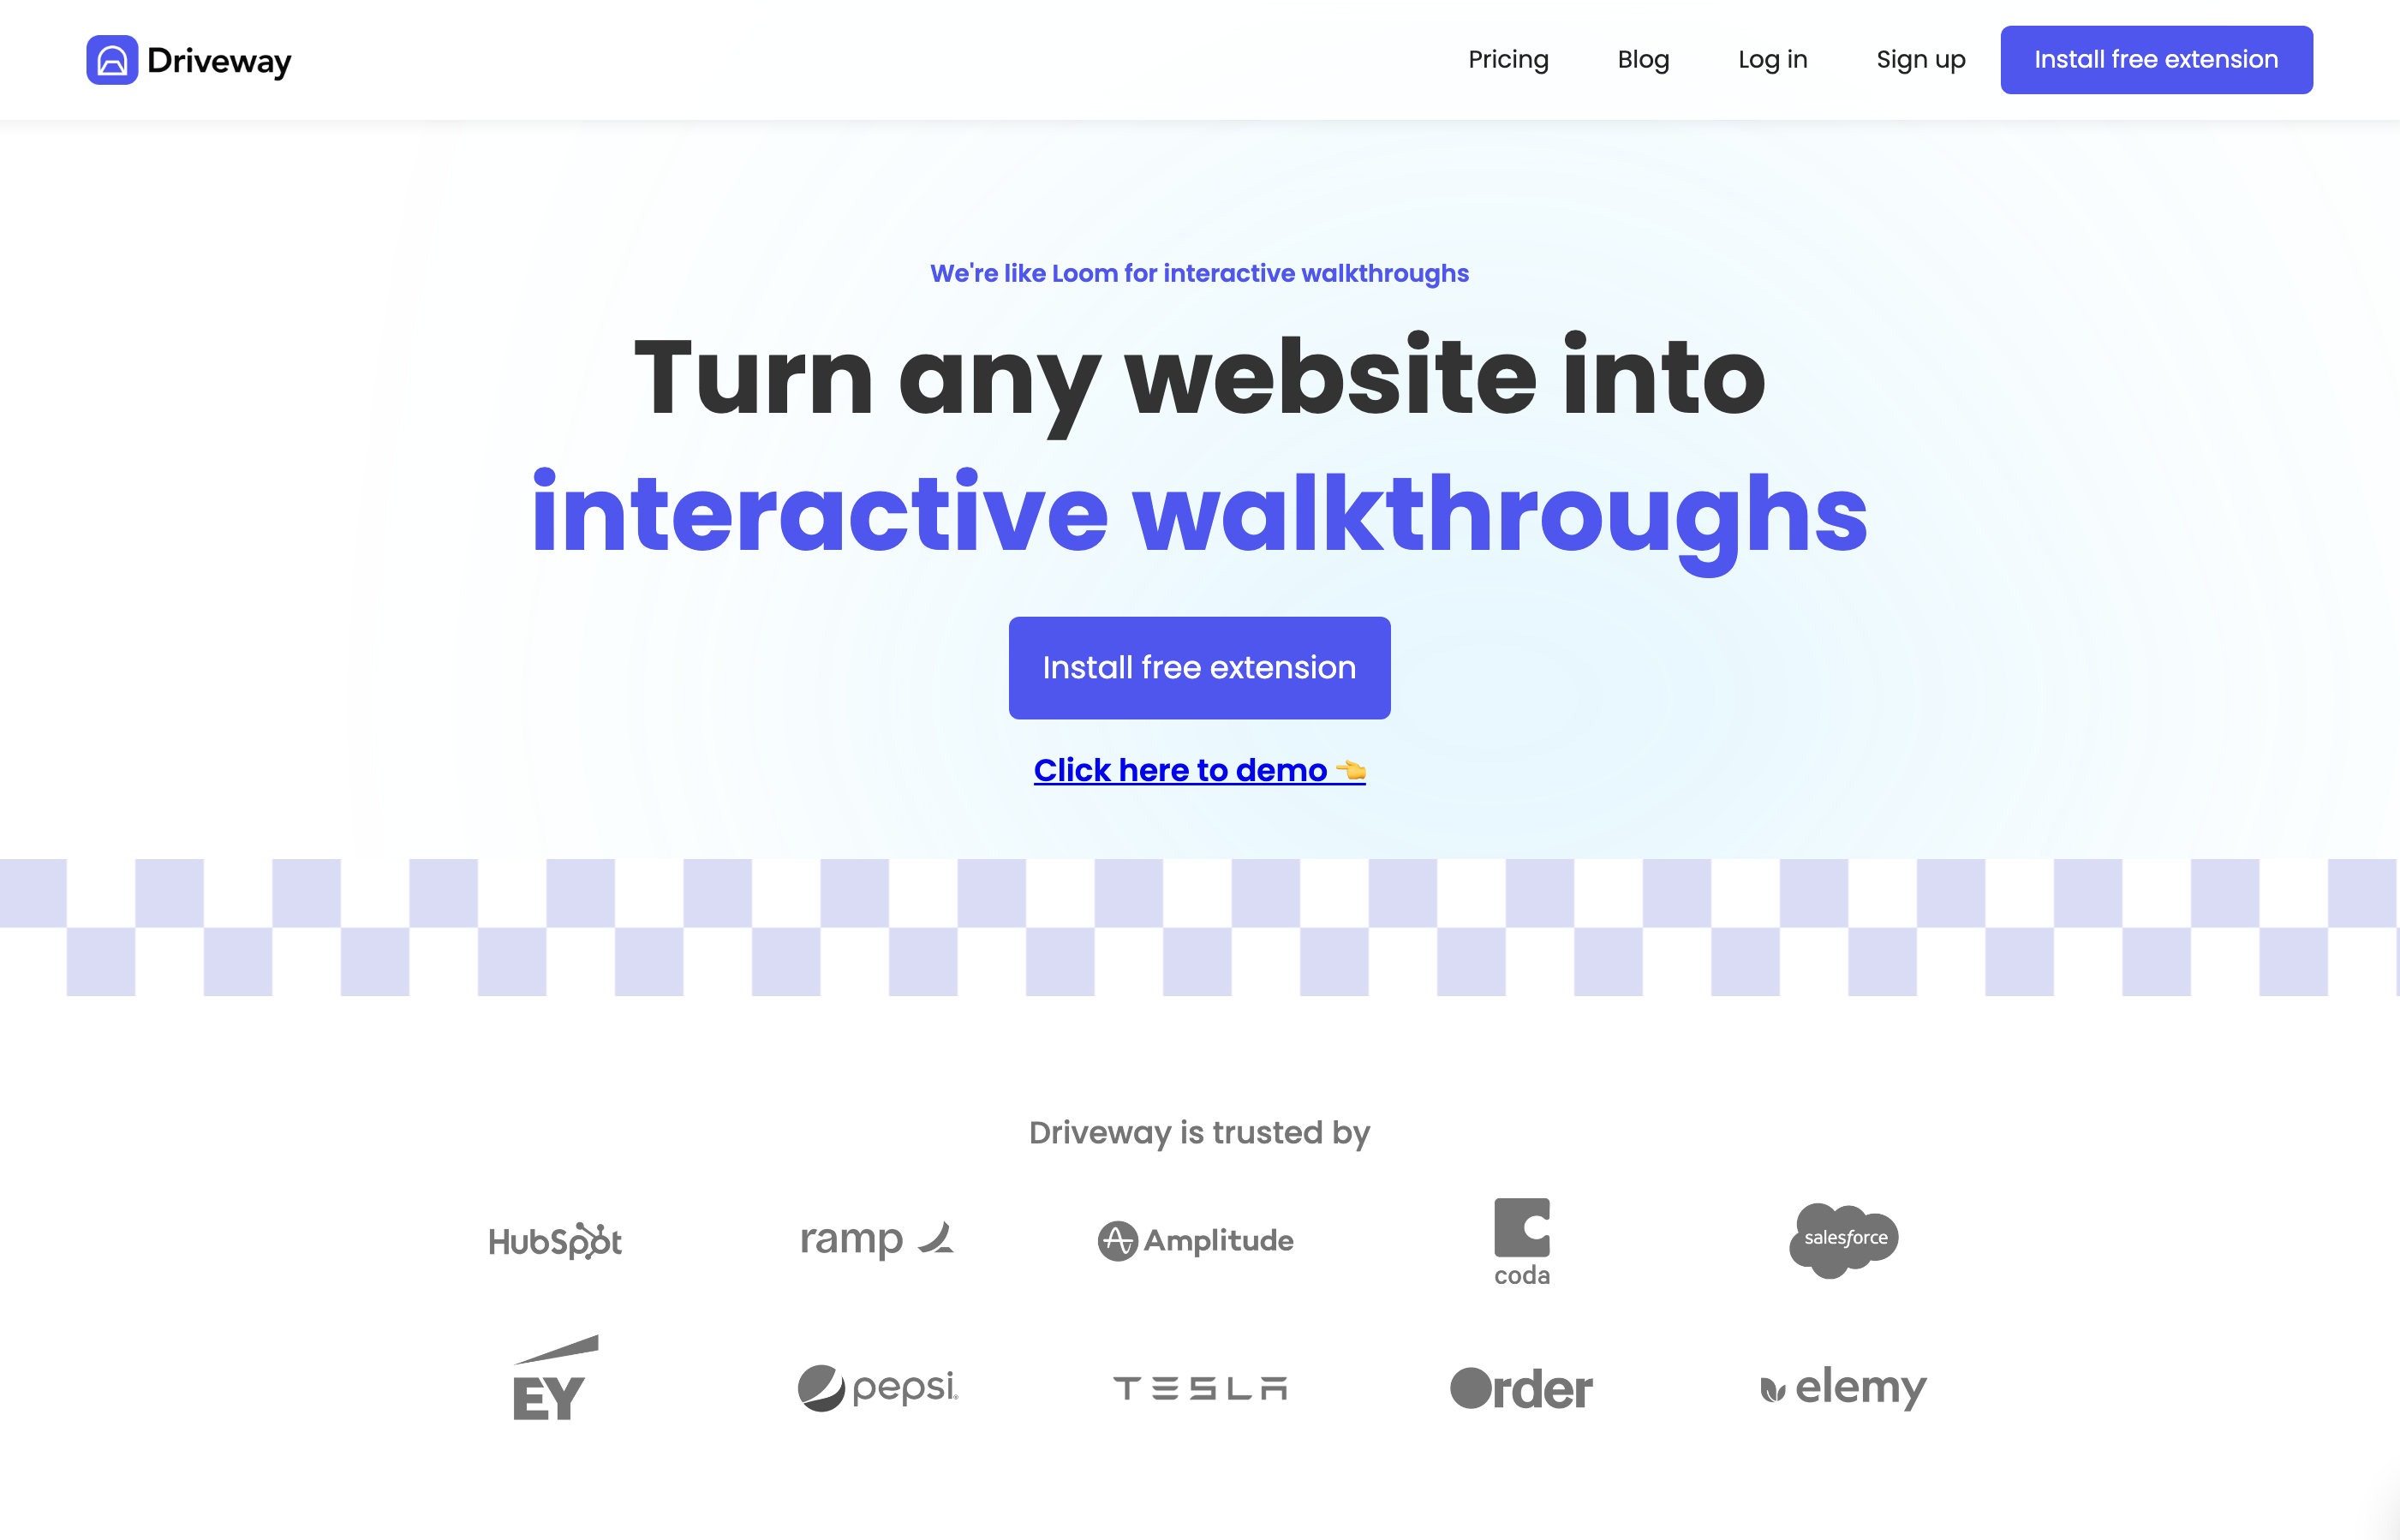 Driveway
Pricing
Blog
Log in
Sign up
Install free extension
We're like Loom for interactive walkthroughs
Turn any website into
interactive walkthroughs
Install free extension
Click here to demo 👈
Driveway is trusted by
HubSpot
ramp
Amplitude
coda
salesforce
EY
pepsi®
TESLA
Order
elemy